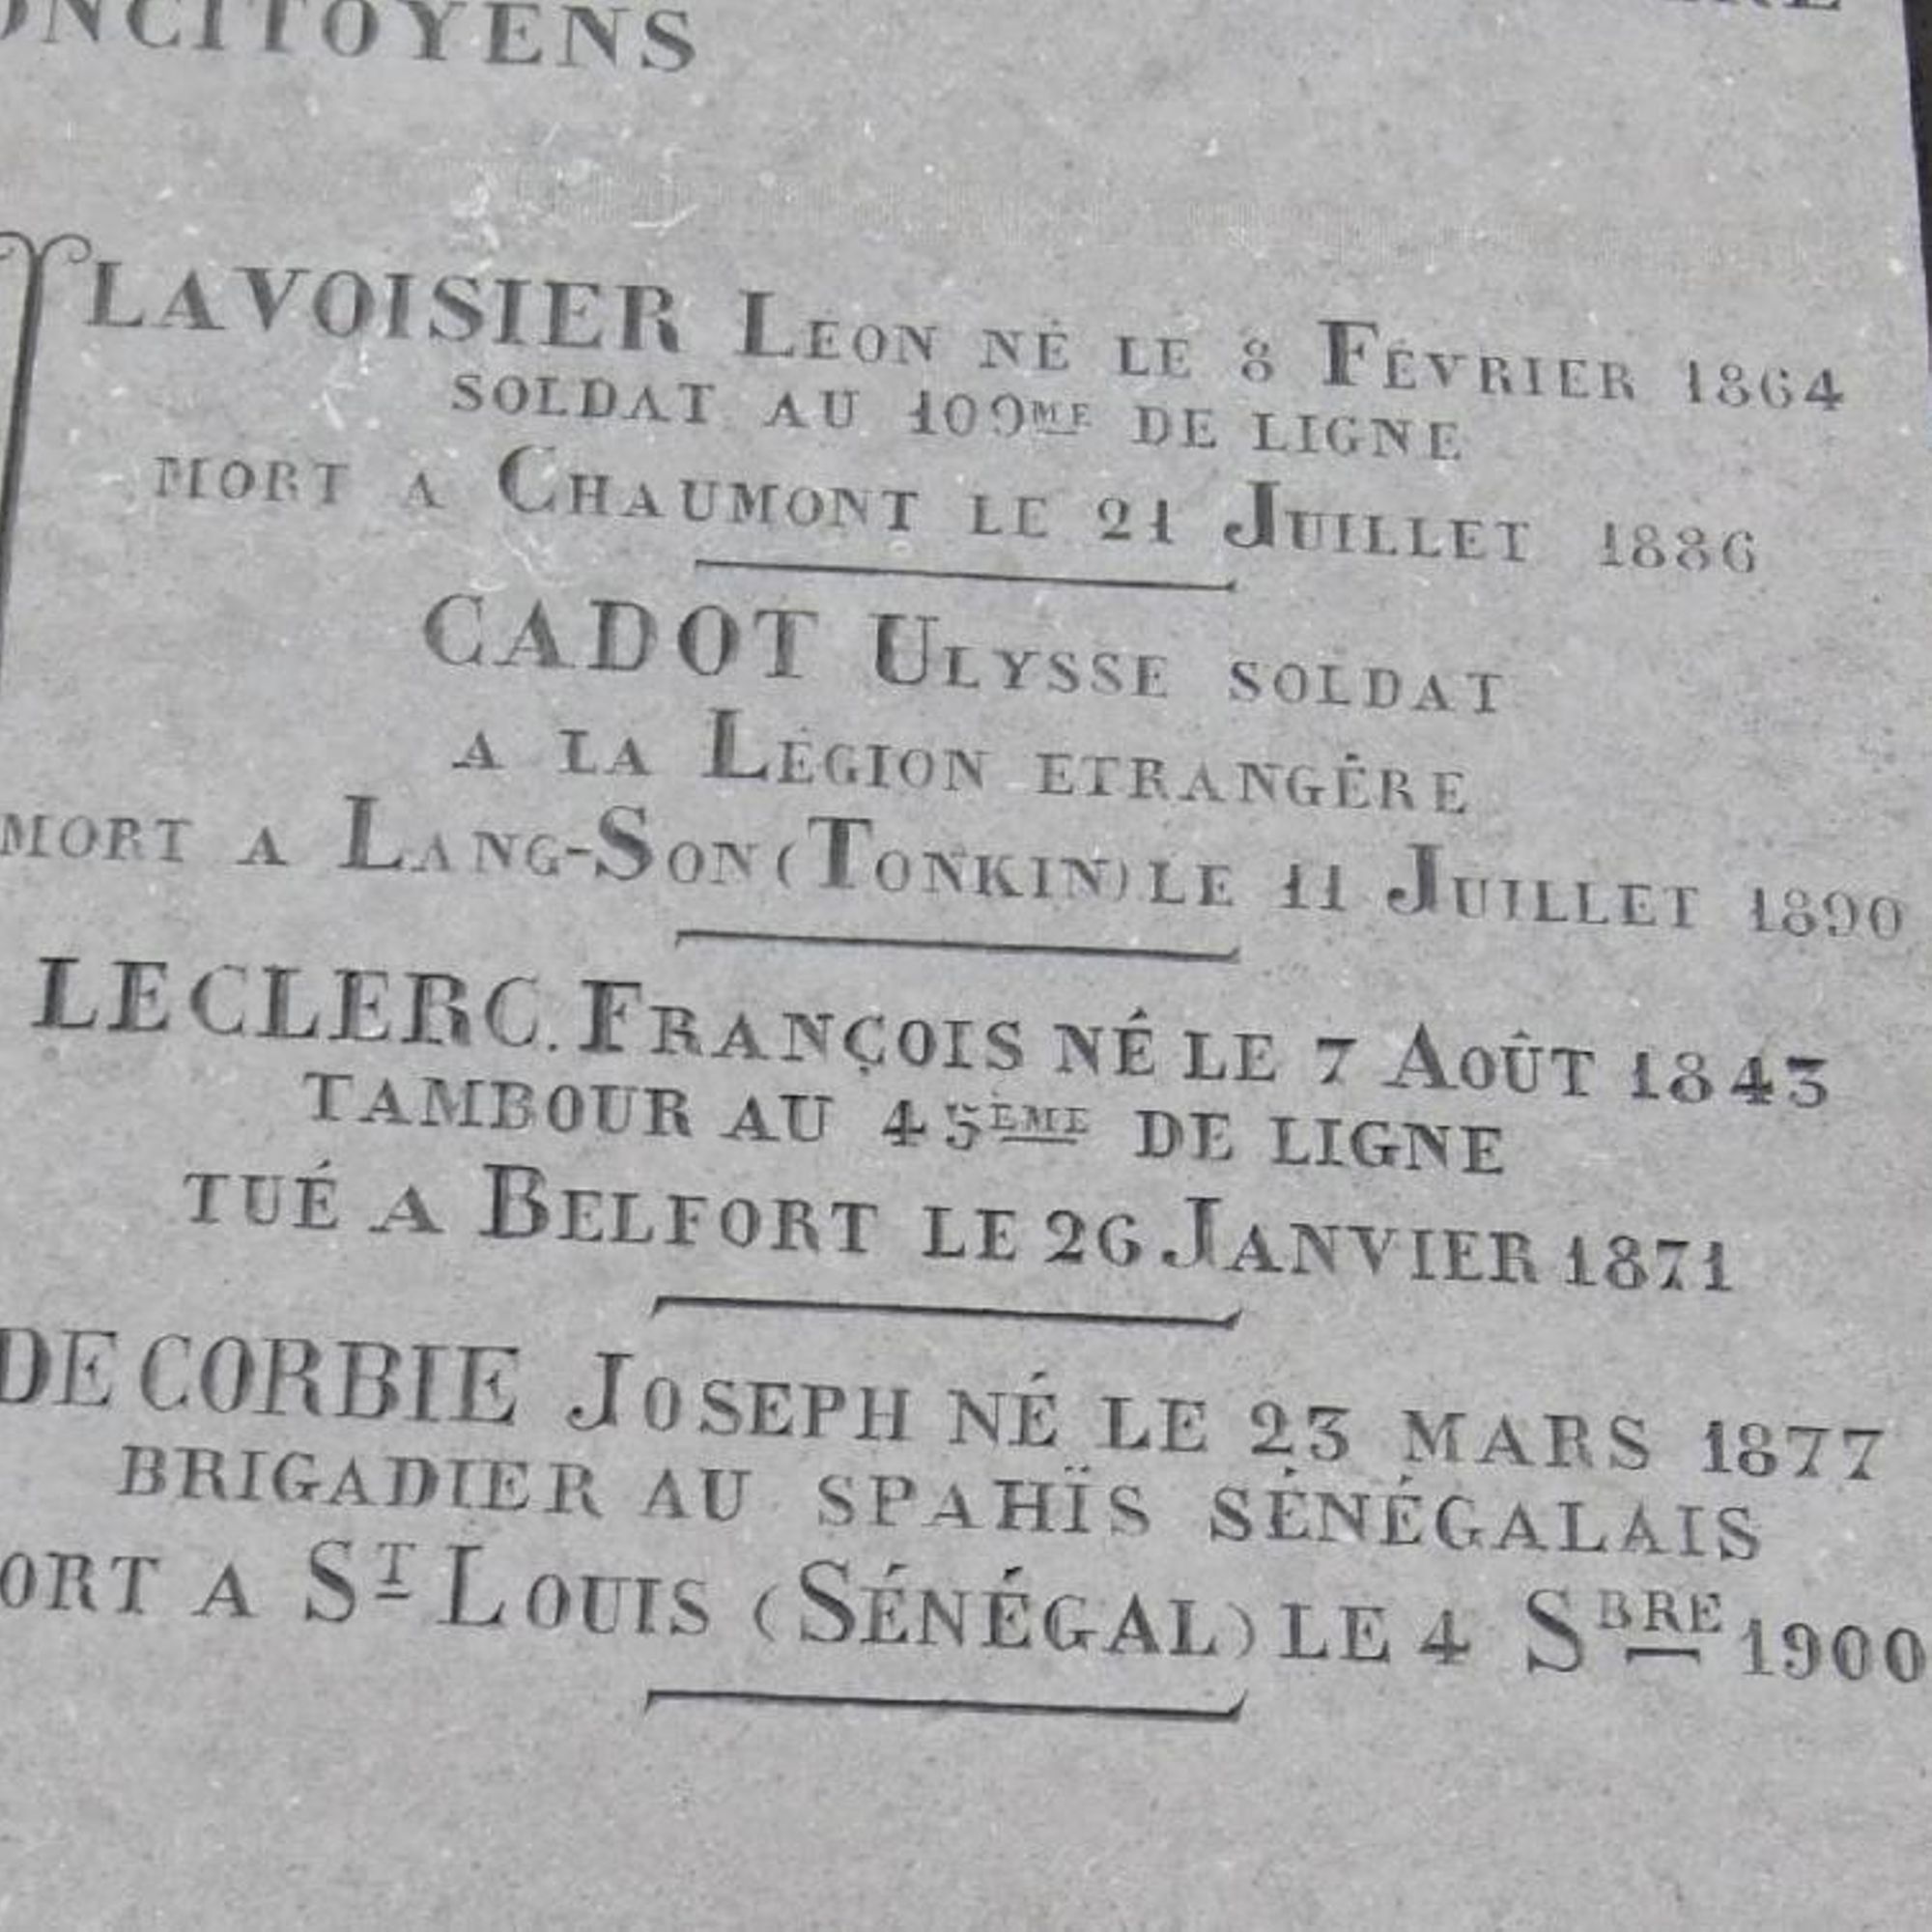 ONCITOYENS
LAVOISIER LEON NÉ LE 8 FÉVRIER 1864
SOLDAT AU 109ME DE LIGNE
MORT A CHAUMONT LE 21 JUILLET 1886
CADOT ULYSSE SOLDAT
A LA LÉGION ETRANGÈRE
MORT A LANG-SON (TONKIN) LE 11 JUILLET 1890
LECLERC. FRANÇOIS NÉ LE 7 AOÛT 1843
TAMBOUR AU 45ÈME DE LIGNE
TUÉ A BELFORT LE 26 JANVIER 1871
DECORBIE JOSEPH NÉ LE 23 MARS 1877
BRIGADIER AU SPAHÏS SÉNÉGALAIS
ORT A ST LOUIS (SÉNÉGAL) LE 4 SBRE 1900